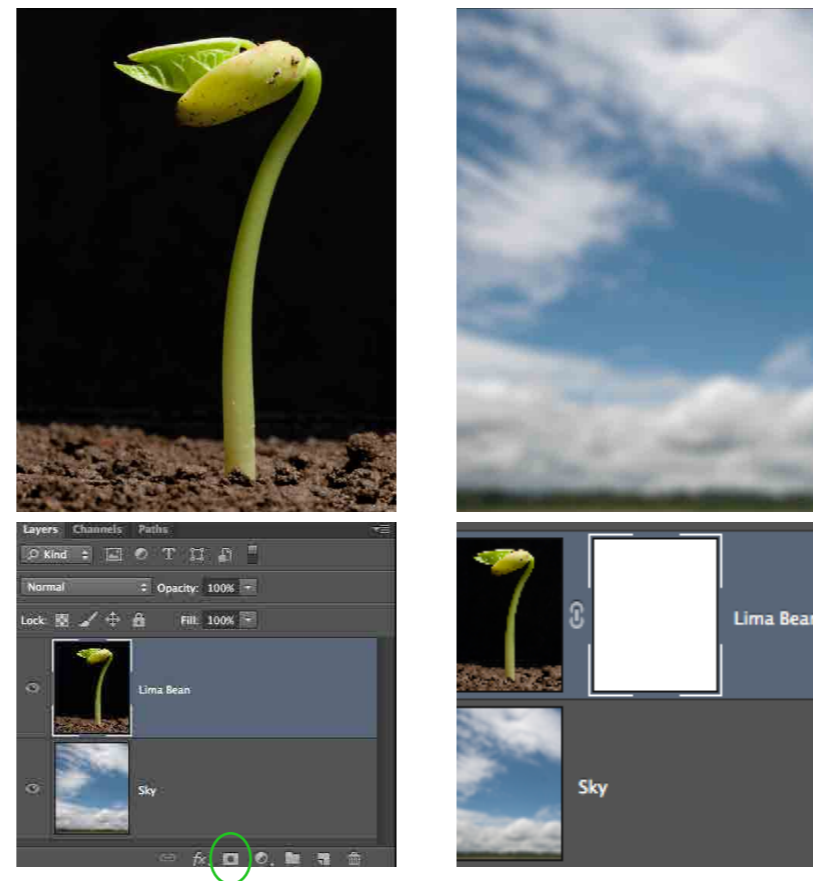 Layers Channels Paths
Kind T
Normal Opacity: 100%
Lock: Fill: 100%
Lima Bean
Sky
fx
Lima Bean
Sky